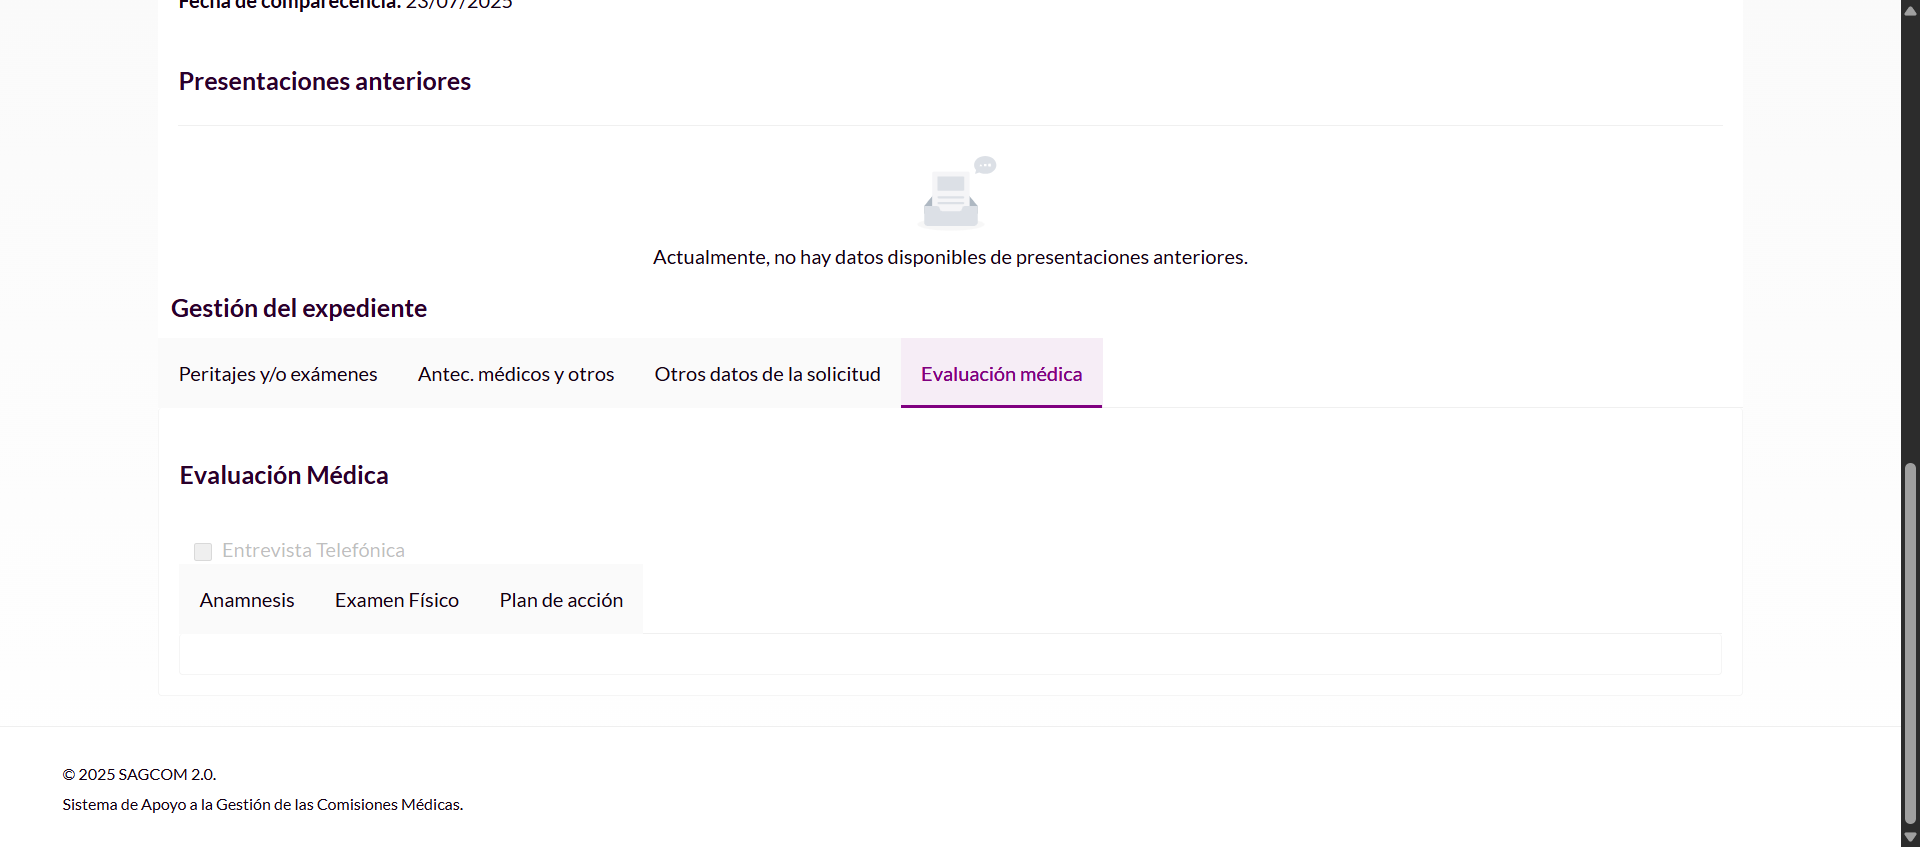 Fecha de comparecencia: 23/07/2025
Presentaciones anteriores
Actualmente, no hay datos disponibles de presentaciones anteriores.
Gestión del expediente
Peritajes y/o exámenes
Antec. médicos y otros
Otros datos de la solicitud
Evaluación médica
Evaluación Médica
Entrevista Telefónica
Anamnesis
Examen Físico
Plan de acción
© 2025 SAGCOM 2.0.
Sistema de Apoyo a la Gestión de las Comisiones Médicas.